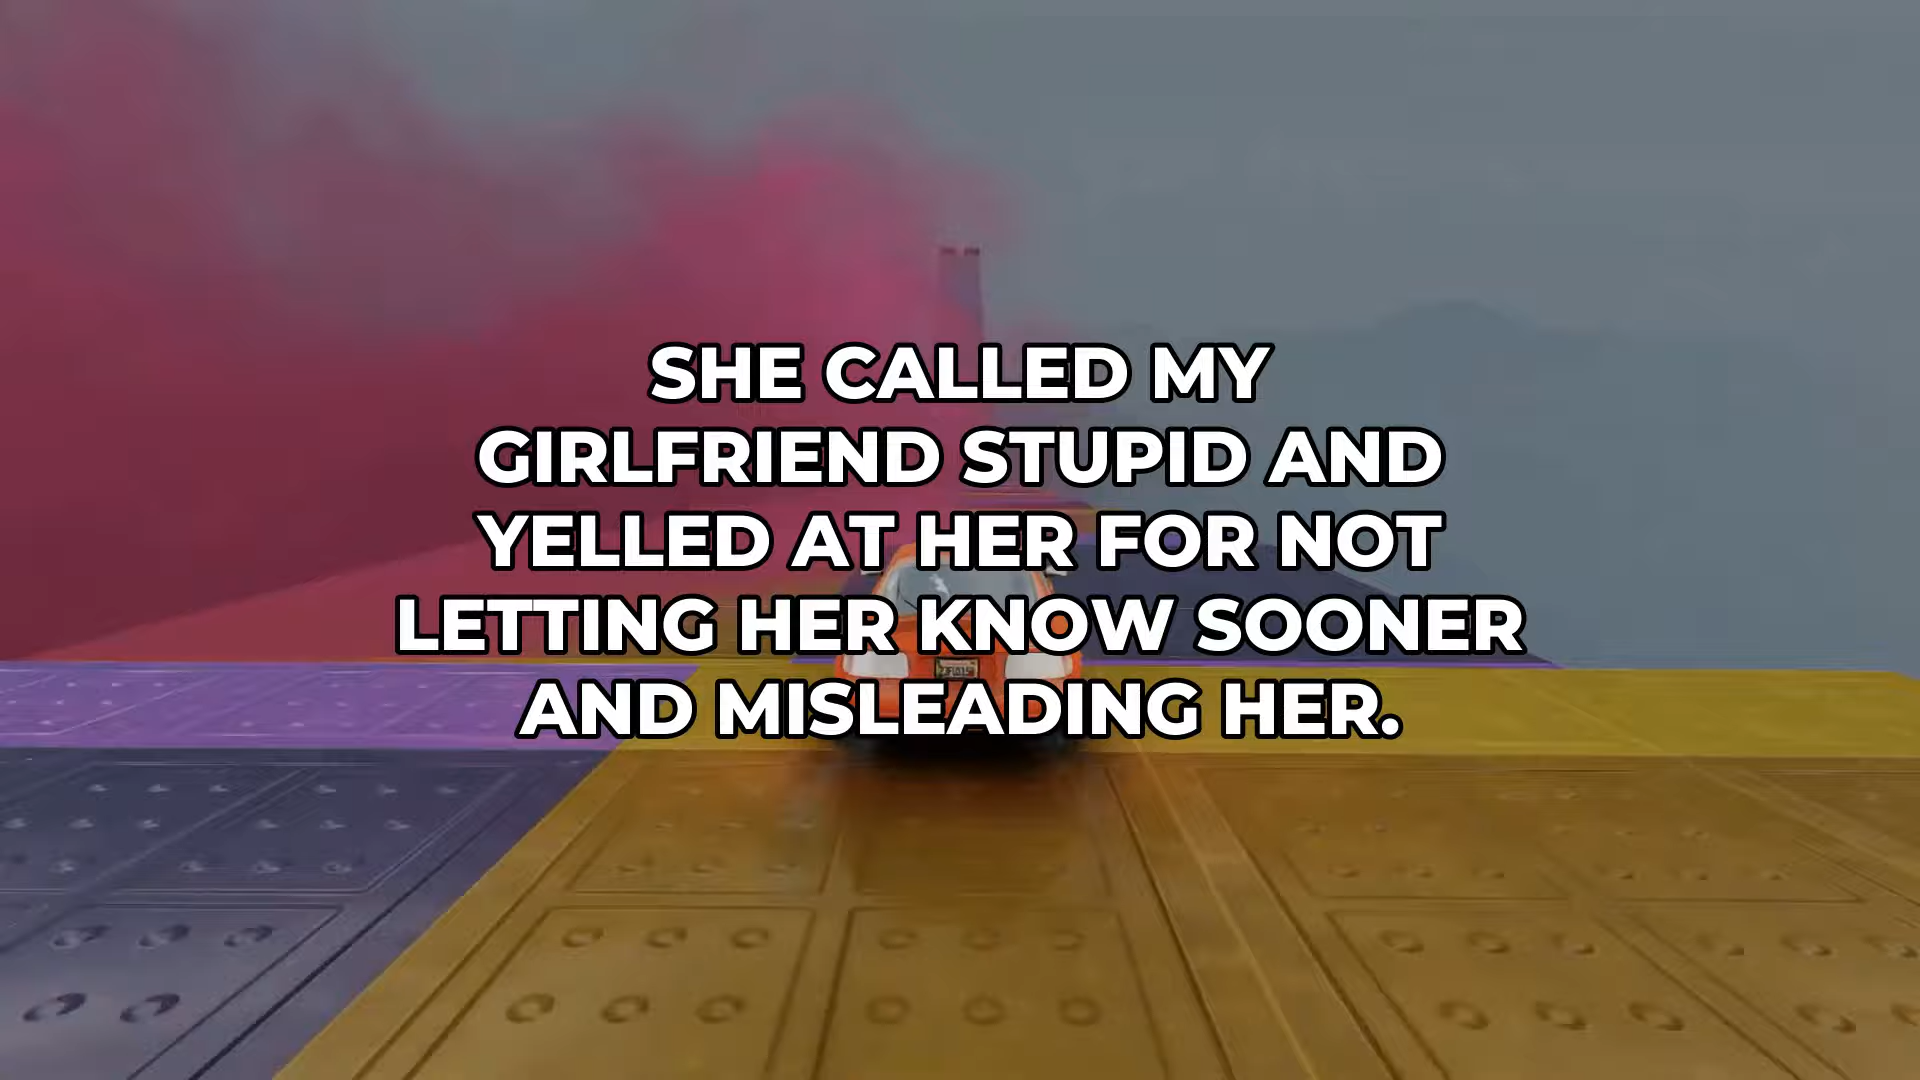 SHE CALLED MY
GIRLFRIEND STUPID AND
YELLED AT HER FOR NOT
LETTING HER KNOW SOONER
AND MISLEADING HER.